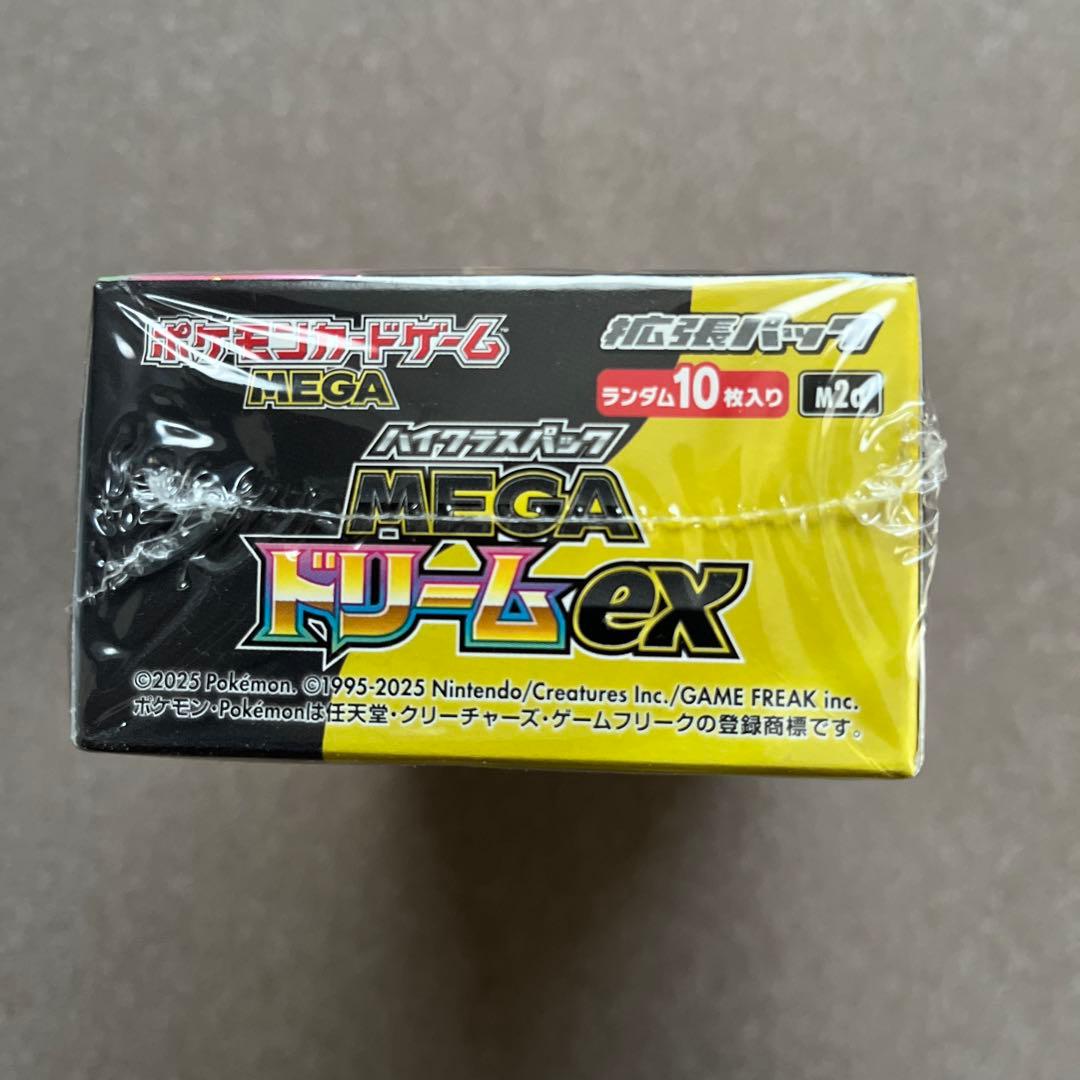 ポケモンカードゲーム™
MEGA
拡張パック
ランダム10枚入り M2a
ハイクラスパック
MEGA
ドリームex
©2025 Pokémon. ©1995-2025 Nintendo/Creatures Inc./GAME FREAK inc.
ポケモン・Pokémonは任天堂・クリーチャーズ・ゲームフリークの登録商標です。